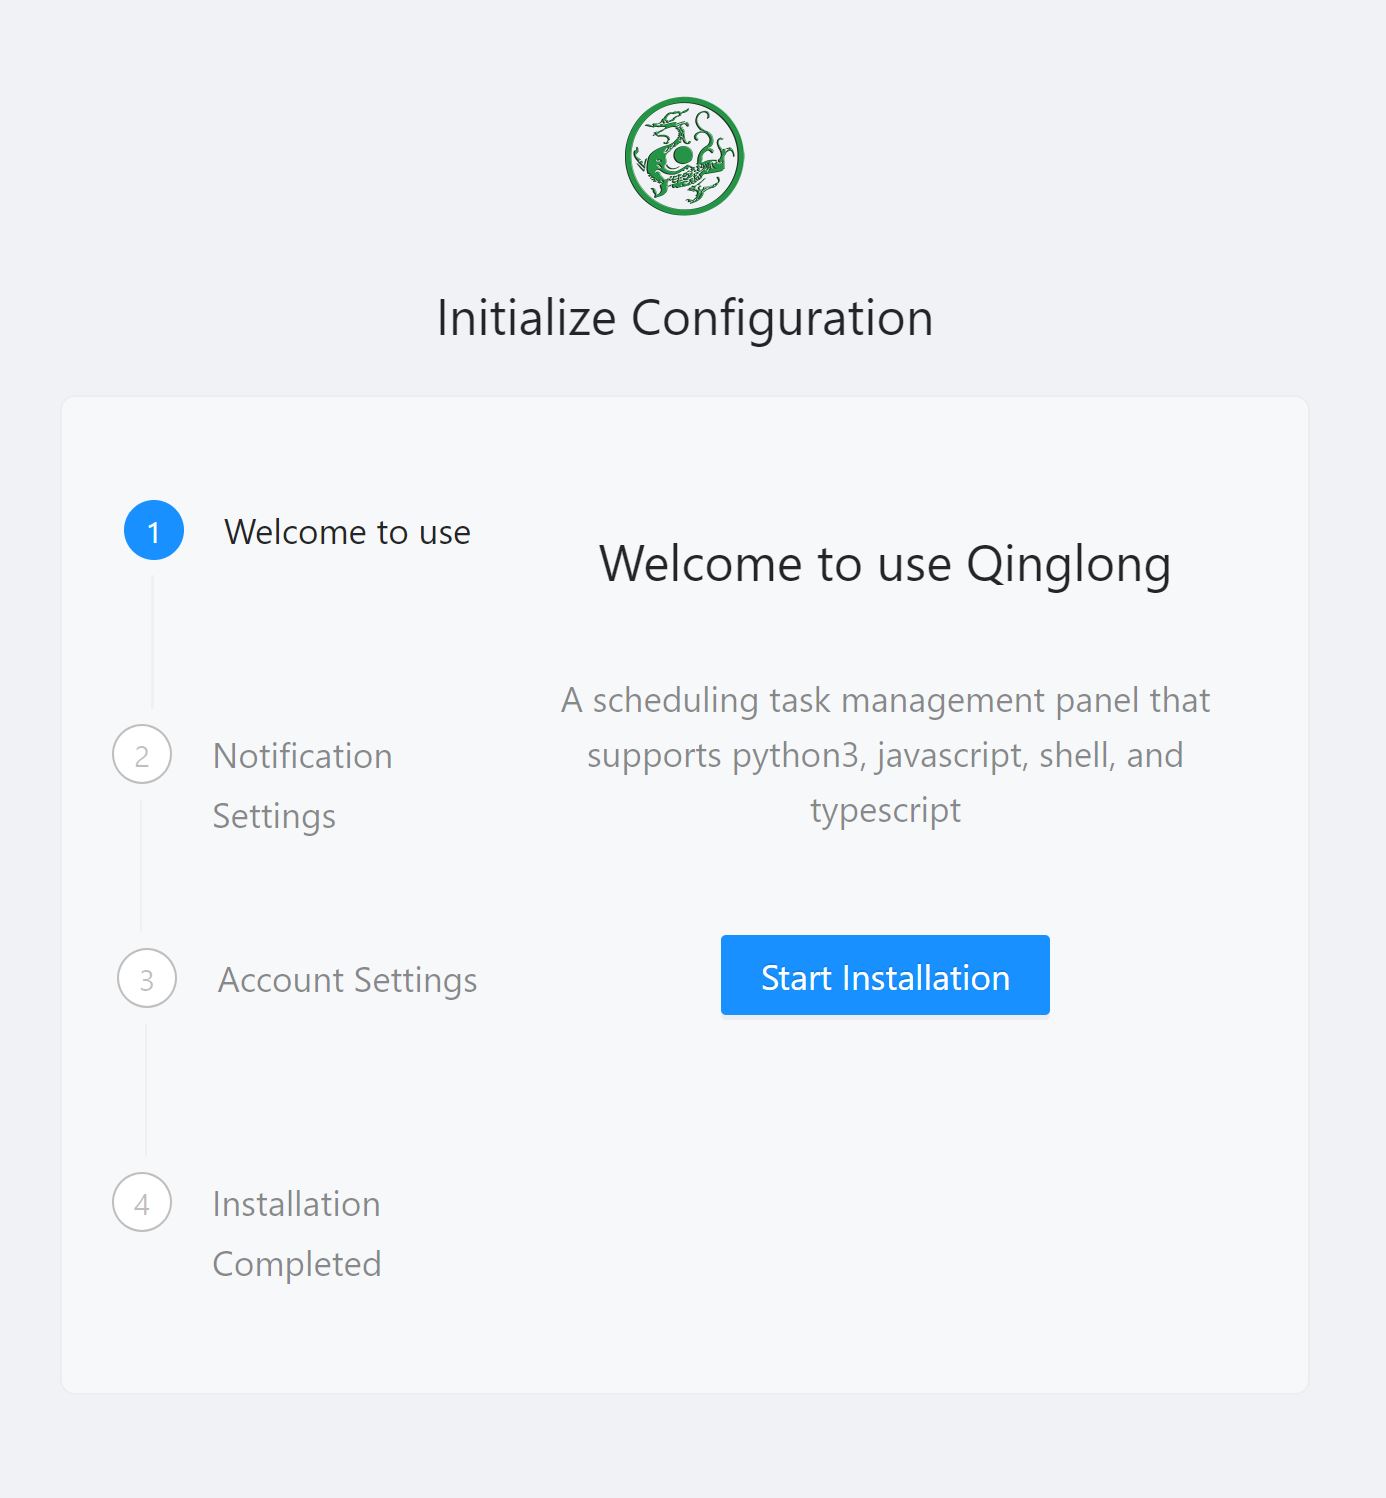 Initialize Configuration
1 Welcome to use
Welcome to use Qinglong
A scheduling task management panel that
supports python3, javascript, shell, and
typescript
Start Installation
2 Notification
Settings
3 Account Settings
4 Installation
Completed